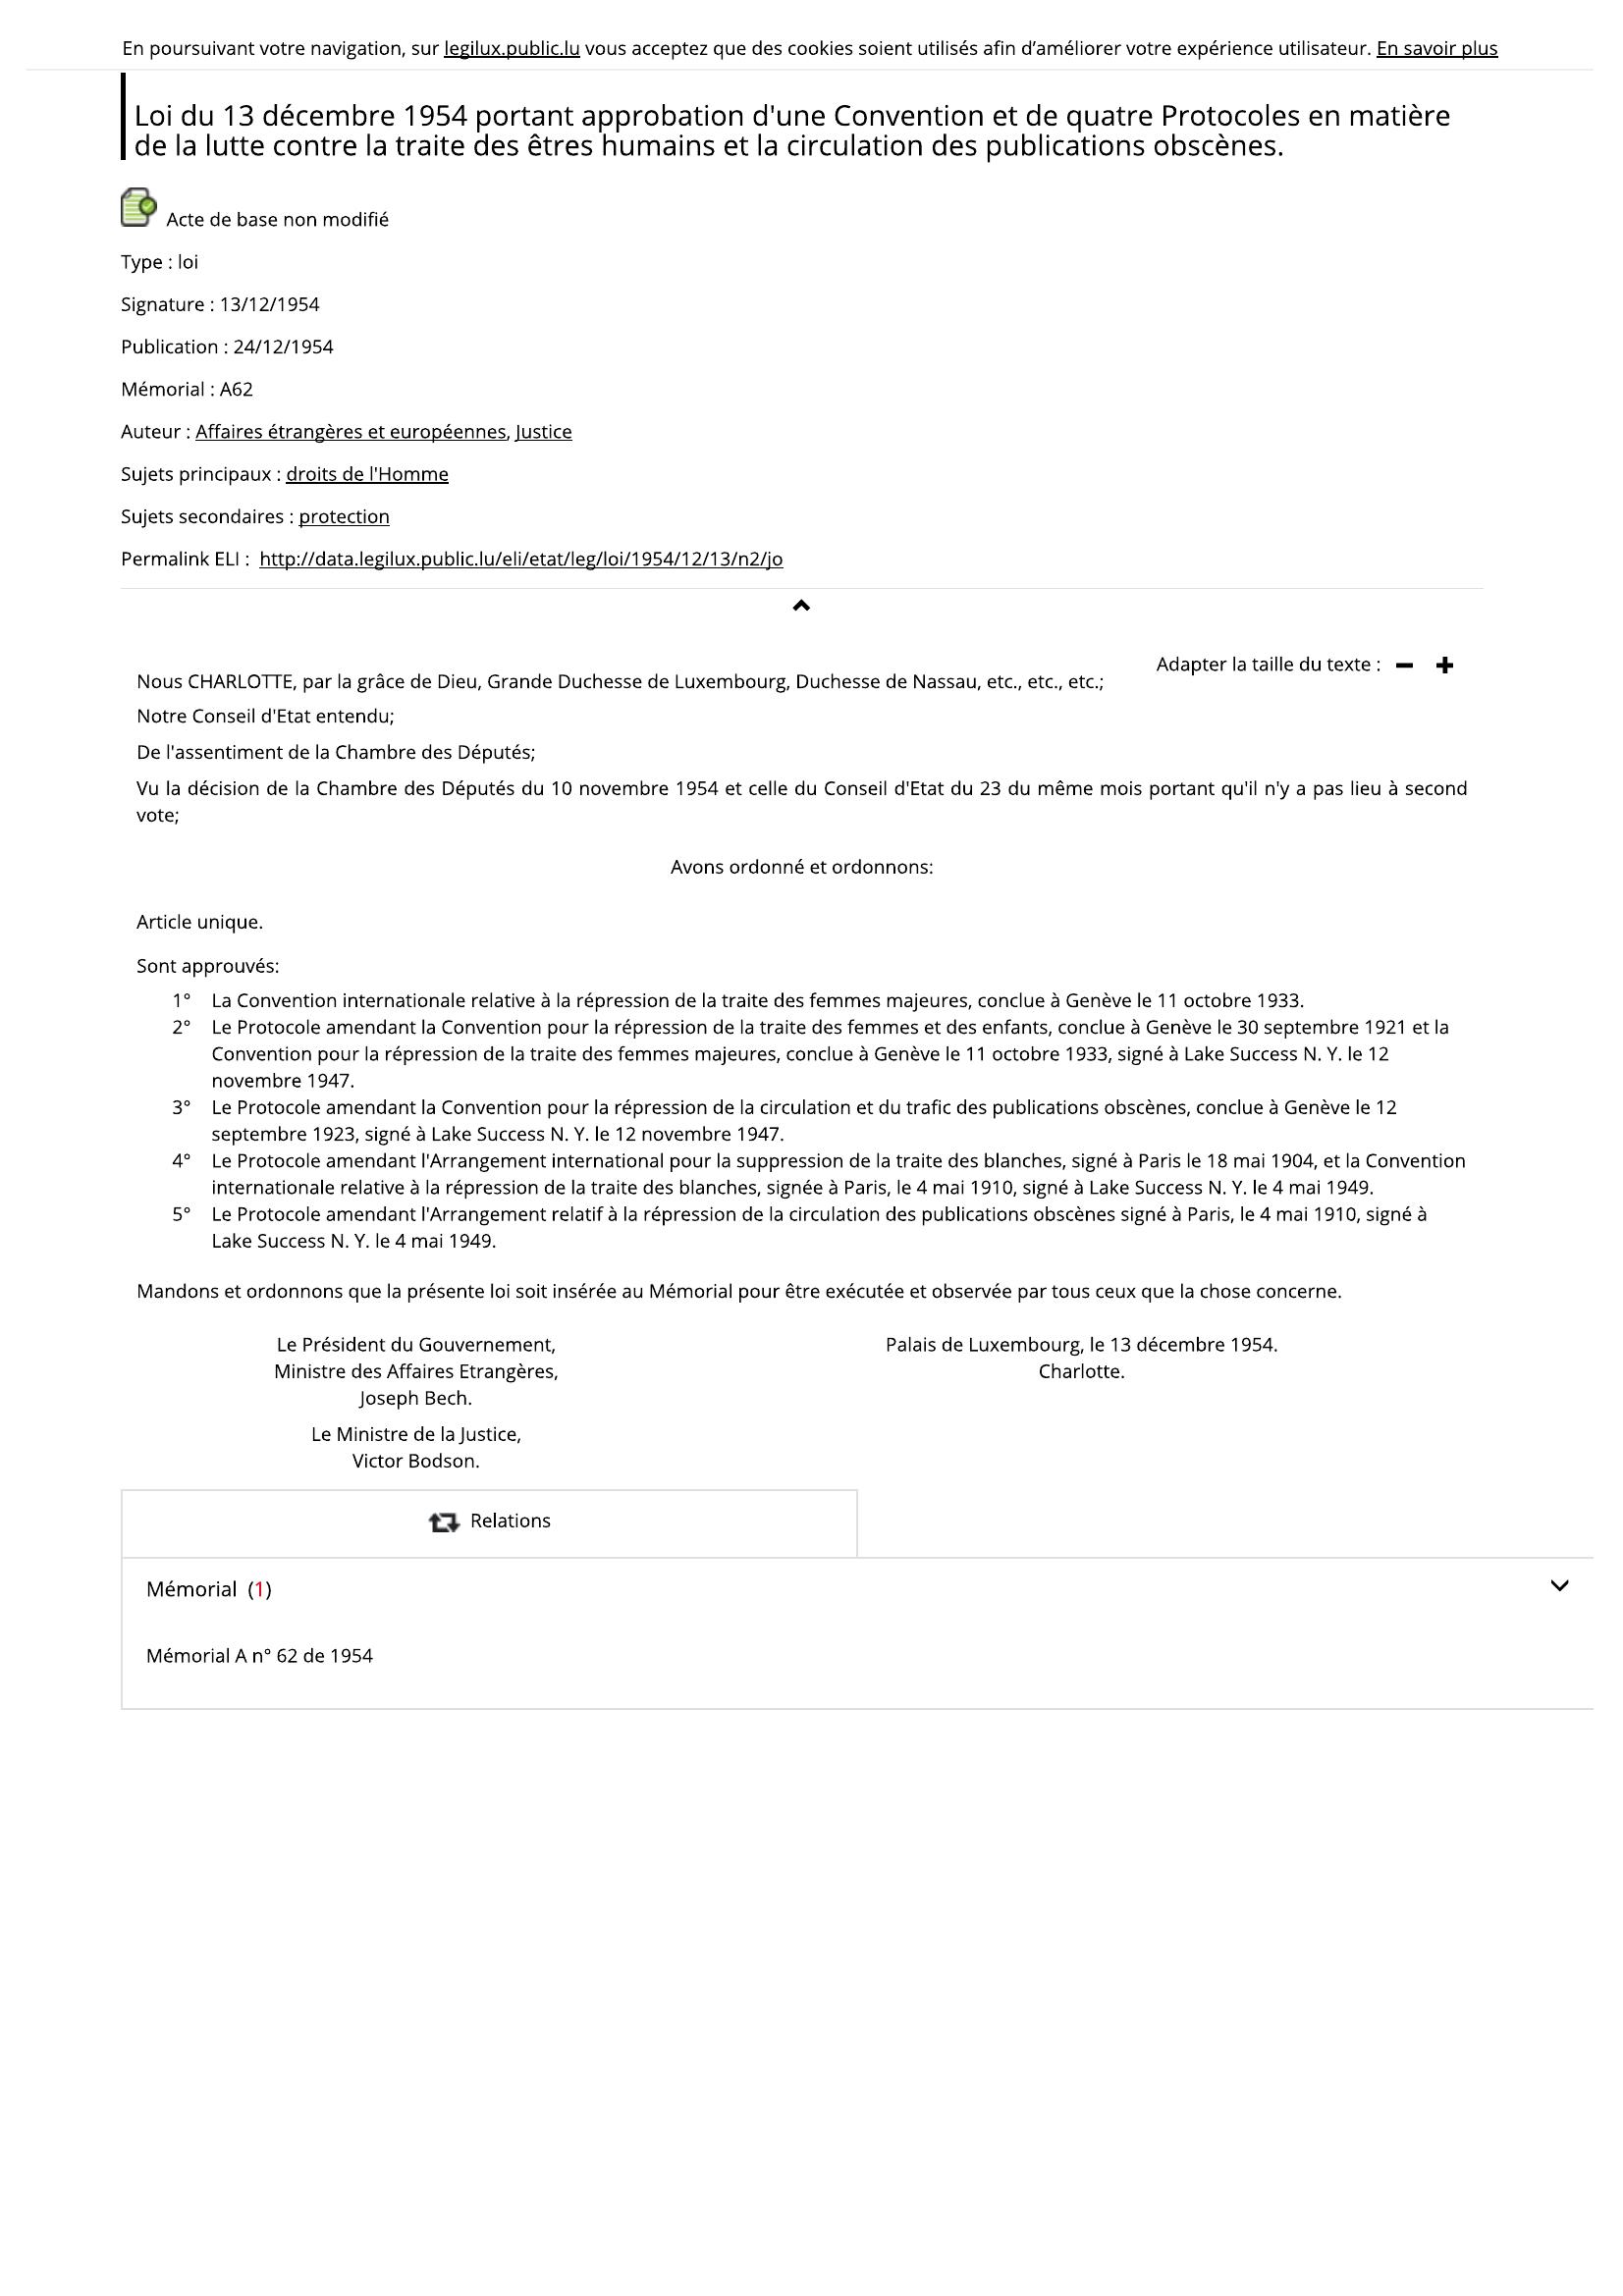 En poursuivant votre navigation, sur legilux.public.lu vous acceptez que des cookies soient utilisés afin d’améliorer votre expérience utilisateur. En savoir plus
Loi du 13 décembre 1954 portant approbation d'une Convention et de quatre Protocoles en matière
de la lutte contre la traite des êtres humains et la circulation des publications obscènes.
Acte de base non modifié
Type : loi
Signature : 13/12/1954
Publication : 24/12/1954
Mémorial : A62
Auteur : Affaires étrangères et européennes, Justice
Sujets principaux : droits de l'Homme
Sujets secondaires : protection
Permalink ELI : http://data.legilux.public.lu/eli/etat/leg/loi/1954/12/13/n2/jo
Adapter la taille du texte :
Nous CHARLOTTE, par la grâce de Dieu, Grande Duchesse de Luxembourg, Duchesse de Nassau, etc., etc., etc.;
Notre Conseil d'Etat entendu;
De l'assentiment de la Chambre des Députés;
Vu la décision de la Chambre des Députés du 10 novembre 1954 et celle du Conseil d'Etat du 23 du même mois portant qu'il n'y a pas lieu à second
vote;
Avons ordonné et ordonnons:
Article unique.
Sont approuvés:
1° La Convention internationale relative à la répression de la traite des femmes majeures, conclue à Genève le 11 octobre 1933.
2° Le Protocole amendant la Convention pour la répression de la traite des femmes et des enfants, conclue à Genève le 30 septembre 1921 et la
Convention pour la répression de la traite des femmes majeures, conclue à Genève le 11 octobre 1933, signé à Lake Success N. Y. le 12
novembre 1947.
3° Le Protocole amendant la Convention pour la répression de la circulation et du trafic des publications obscènes, conclue à Genève le 12
septembre 1923, signé à Lake Success N. Y. le 12 novembre 1947.
4° Le Protocole amendant l'Arrangement international pour la suppression de la traite des blanches, signé à Paris le 18 mai 1904, et la Convention
internationale relative à la répression de la traite des blanches, signée à Paris, le 4 mai 1910, signé à Lake Success N. Y. le 4 mai 1949.
5° Le Protocole amendant l'Arrangement relatif à la répression de la circulation des publications obscènes signé à Paris, le 4 mai 1910, signé à
Lake Success N. Y. le 4 mai 1949.
Mandons et ordonnons que la présente loi soit insérée au Mémorial pour être exécutée et observée par tous ceux que la chose concerne.
Le Président du Gouvernement,
Ministre des Affaires Etrangères,
Joseph Bech.
Le Ministre de la Justice,
Victor Bodson.
Palais de Luxembourg, le 13 décembre 1954.
Charlotte.
Relations
Mémorial (1)
Mémorial A n° 62 de 1954